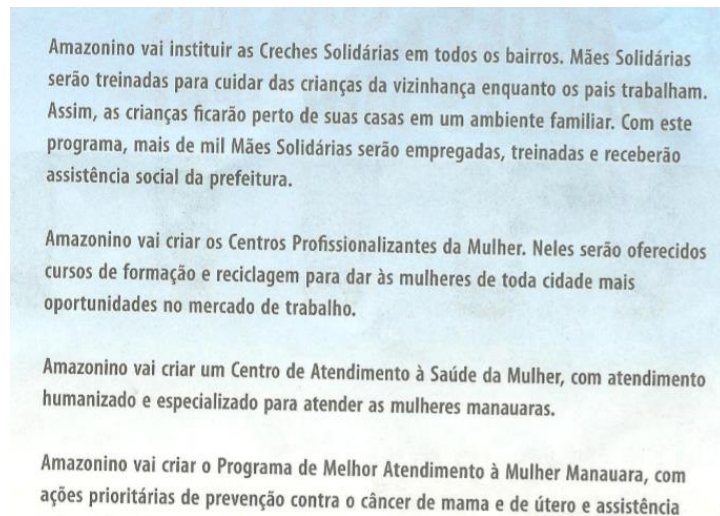 Amazonino vai instituir as Creches Solidárias em todos os bairros. Mães Solidárias
serão treinadas para cuidar das crianças da vizinhança enquanto os pais trabalham.
Assim, as crianças ficarão perto de suas casas em um ambiente familiar. Com este
programa, mais de mil Mães Solidárias serão empregadas, treinadas e receberão
assistência social da prefeitura.
Amazonino vai criar os Centros Profissionalizantes da Mulher. Neles serão oferecidos
cursos de formação e reciclagem para dar às mulheres de toda cidade mais
oportunidades no mercado de trabalho.
Amazonino vai criar um Centro de Atendimento à Saúde da Mulher, com atendimento
humanizado e especializado para atender as mulheres manauaras.
Amazonino vai criar o Programa de Melhor Atendimento à Mulher Manauara, com
ações prioritárias de prevenção contra o câncer de mama e de útero e assistência